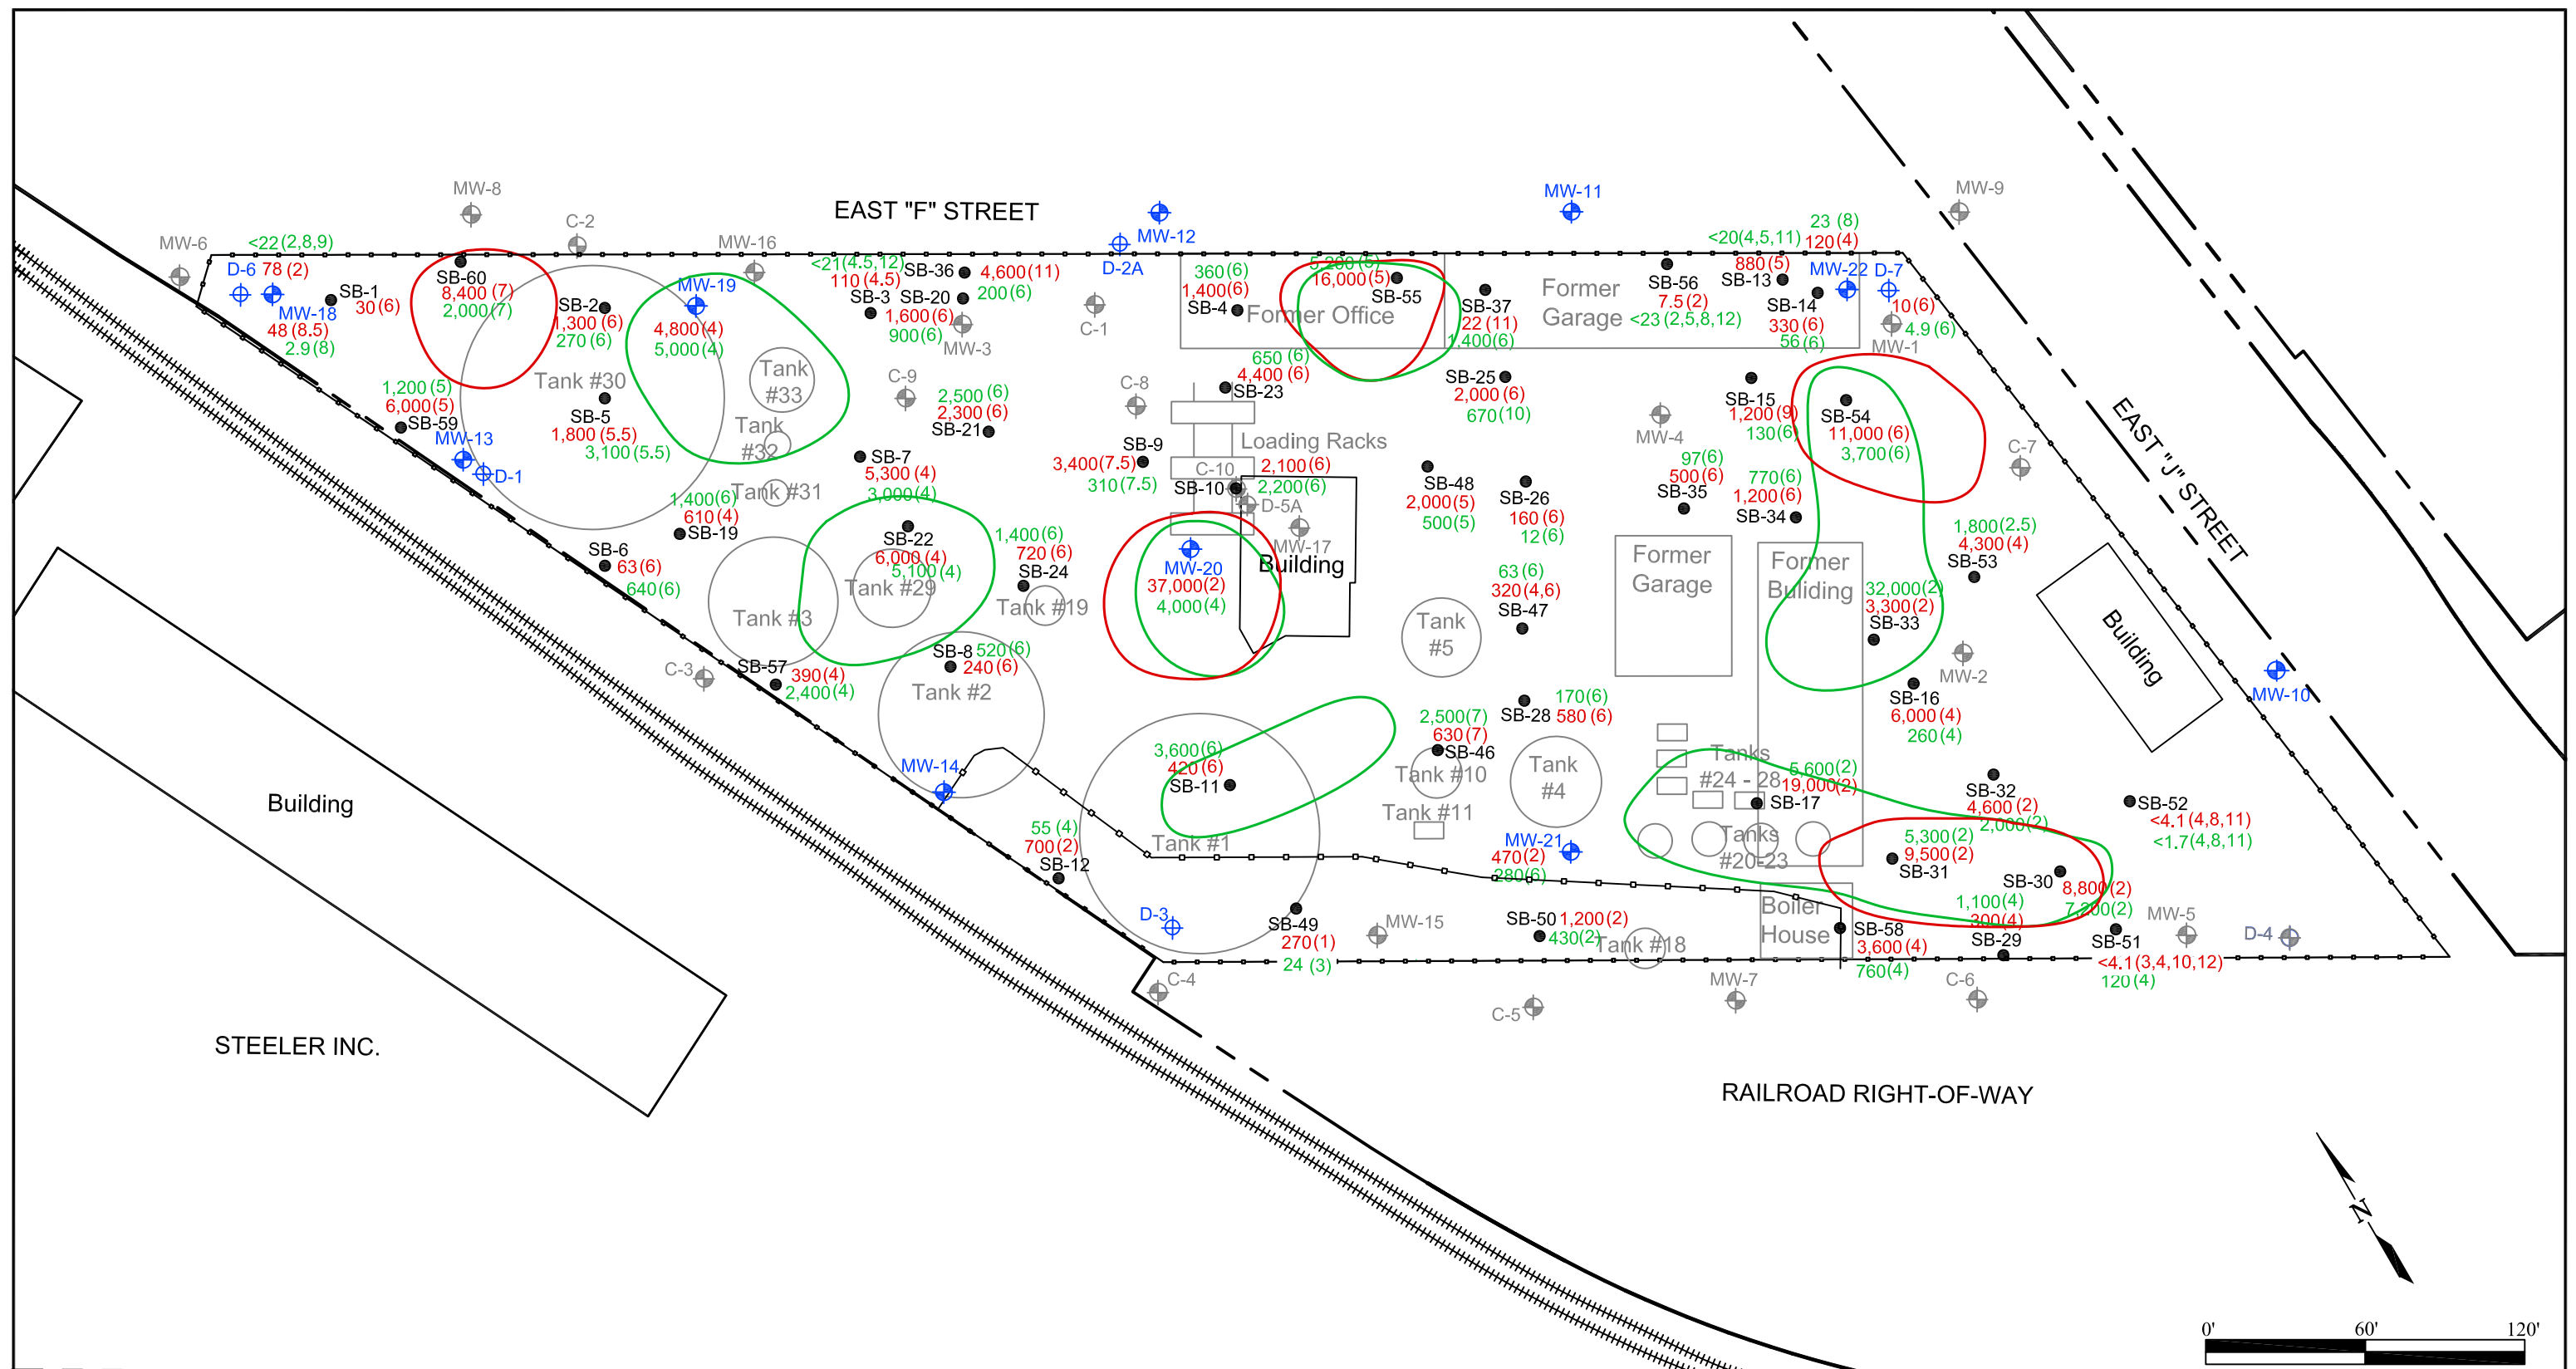 MW-8
C-2
MW-6
<22(2,8,9)
D-6 78 (2)
MW-18
48 (8.5)
2.9(8)
SB-1
30(6)
SB-60
8,400 (7)
2,000(7)
SB-2
1,300 (6)
270 (6)
Tank #30
SB-5
1,800 (5.5)
3,100(5.5)
1,200 (5)
6,000(5)
SB-59
MW-13
D-1
MW-16
MW-19
4,800(4)
5,000(4)
Tank
#33
Tank
#32
Tank #31
1,400(6)
610(4)
SB-19
SB-6
63(6)
640(6)
EAST "F" STREET
<21(4.5,12)
110 (4.5)
SB-3
SB-36
4,600(11)
200(6)
SB-20
1,600(6)
900(6)
MW-3
C-1
C-9
2,500 (6)
2,300 (6)
SB-21
SB-7
5,300 (4)
3,000(4)
SB-22
6,000(4)
5,100(4)
Tank #29
Tank #3
1,400(6)
720 (6)
SB-24
Tank #19
C-3
SB-57
390(4)
2,400(4)
SB-8
520(6)
240(6)
Tank #2
MW-14
MW-12
D-2A
MW-11
360(6)
1,400(6)
SB-4
Former Office
5,200 (5)
16,000(5)
SB-55
SB-37
22(11)
1,400(6)
Former
Garage
650 (6)
4,400 (6)
SB-23
C-8
Loading Racks
SB-9
3,400(7.5)
310(7.5)
C-10
2,100(6)
SB-10
2,200(6)
D-5A
MW-17
Building
MW-20
37,000(2)
4,000(4)
SB-25
2,000(6)
670(10)
SB-48
2,000(5)
500(5)
SB-26
160 (6)
12(6)
63(6)
320(4,6)
SB-47
Tank
#5
170(6)
SB-28
580 (6)
2,500(7)
630(7)
SB-46
Tank #10
Tank #11
Tank
#4
3,600(6)
420(6)
SB-11
Tank #1
55 (4)
700(2)
SB-12
D-3
SB-49
270(1)
24 (3)
MW-15
MW-21
470(2)
280(6)
SB-50
1,200(2)
430(2)
Tank #18
C-4
C-5
MW-7
C-6
MW-9
23 (8)
<20(4,5,11)
120(4)
SB-56
7.5(2)
<23(2,5,8,12)
880(5)
SB-13
SB-14
330(6)
56(6)
MW-22
D-7
10(6)
4.9(6)
MW-1
MW-4
SB-15
1,200(9)
130(6)
SB-54
11,000(6)
3,700(6)
C-7
97(6)
500(6)
SB-35
770(6)
1,200(6)
SB-34
1,800(2.5)
4,300(4)
SB-53
Former
Garage
Former
Building
32,000(2)
3,300(2)
SB-33
MW-2
SB-16
6,000(4)
260(4)
Building
EAST "J" STREET
MW-10
Tanks
#24 - 28
5,600(2)
19,000(2)
SB-17
Tanks
#20-23
SB-32
4,600(2)
2,000(2)
SB-52
<4.1(4,8,11)
<1.7(4,8,11)
5,300(2)
9,500(2)
SB-31
SB-30
8,800(2)
7,200(2)
1,100(4)
300(4)
SB-29
Boiler
House
SB-58
3,600(4)
760(4)
SB-51
<4.1(3,4,10,12)
120(4)
MW-5
D-4
Building
STEELER INC.
RAILROAD RIGHT-OF-WAY
N
0' 60' 120'